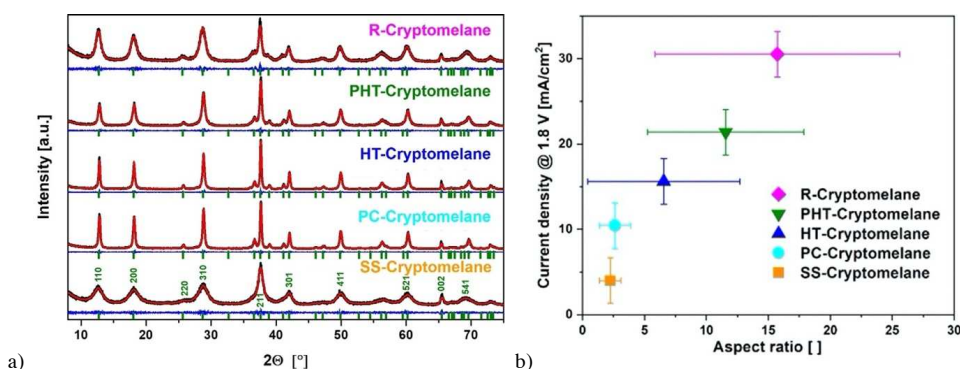 R-Cryptomelane
PHT-Cryptomelane
HT-Cryptomelane
PC-Cryptomelane
SS-Cryptomelane
110
200
220
310
211
301
411
521
002
541
Intensity [a.u.]
10 20 30 40 50 60 70
2Θ [°]
a)
Current density @ 1.8 V [mA/cm²]
30
20
10
0
R-Cryptomelane
PHT-Cryptomelane
HT-Cryptomelane
PC-Cryptomelane
SS-Cryptomelane
0 5 10 15 20 25 30
Aspect ratio [ ]
b)